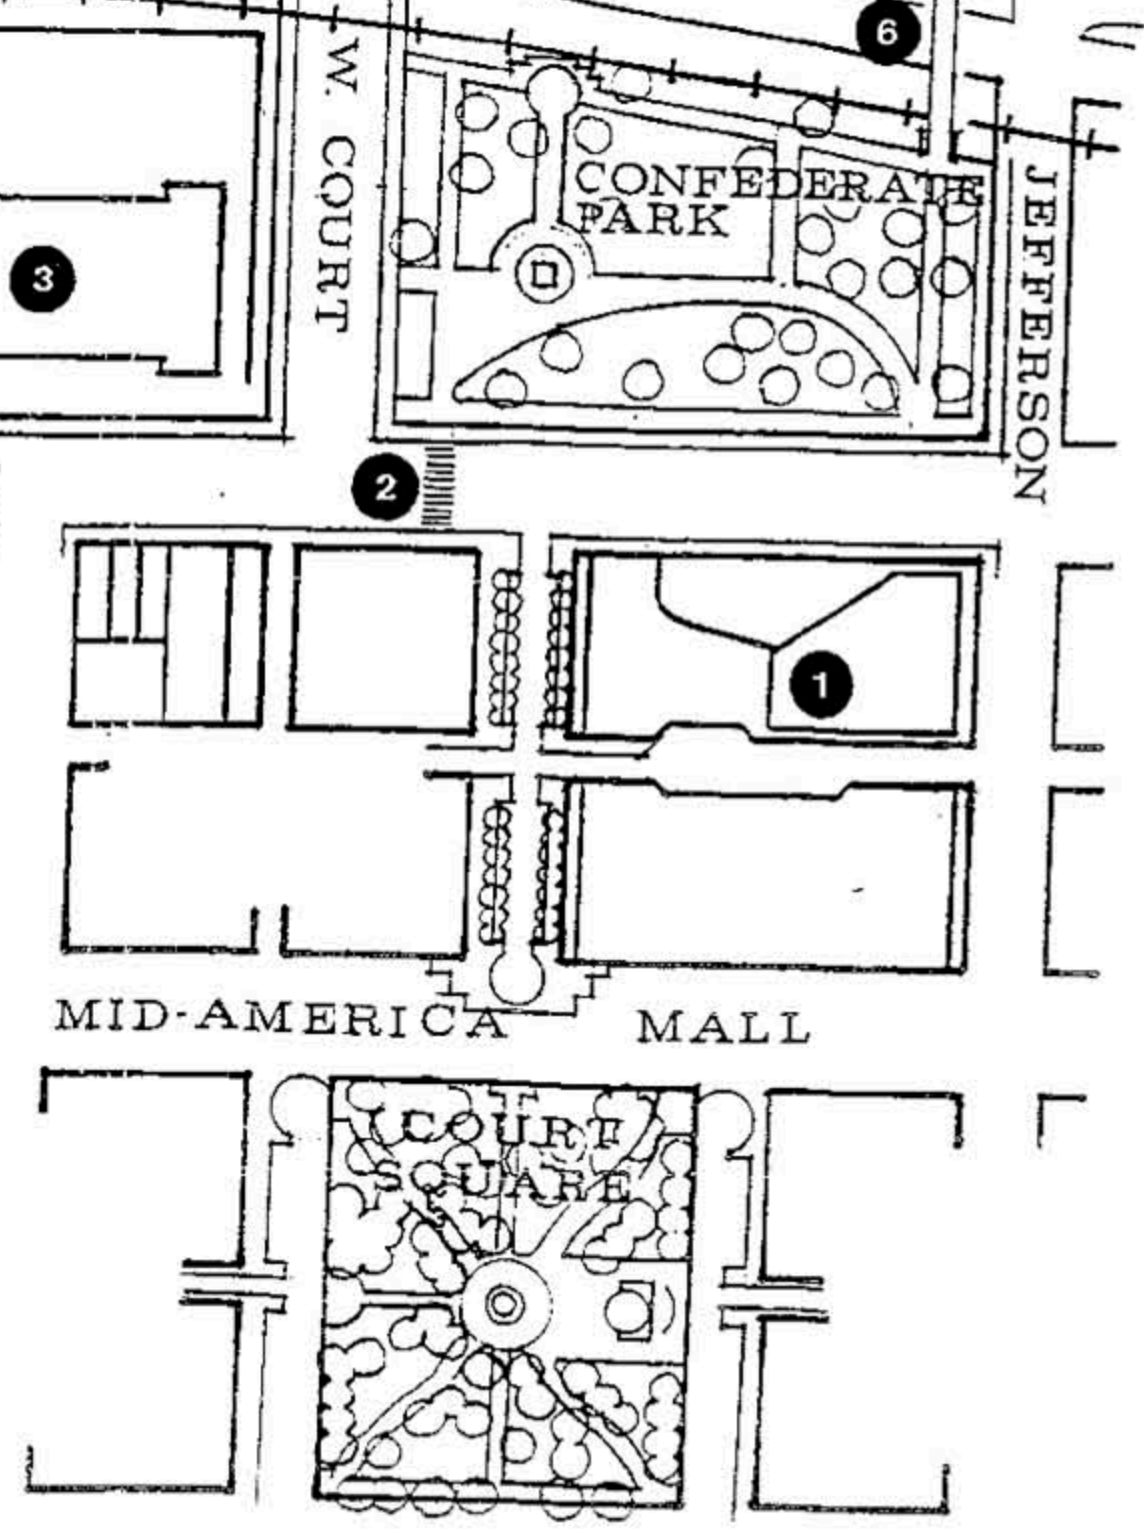 6
W. COURT
CONFEDERATE
PARK
JEFFERSON
3
2
1
MID-AMERICA MALL
COURT
SQUARE